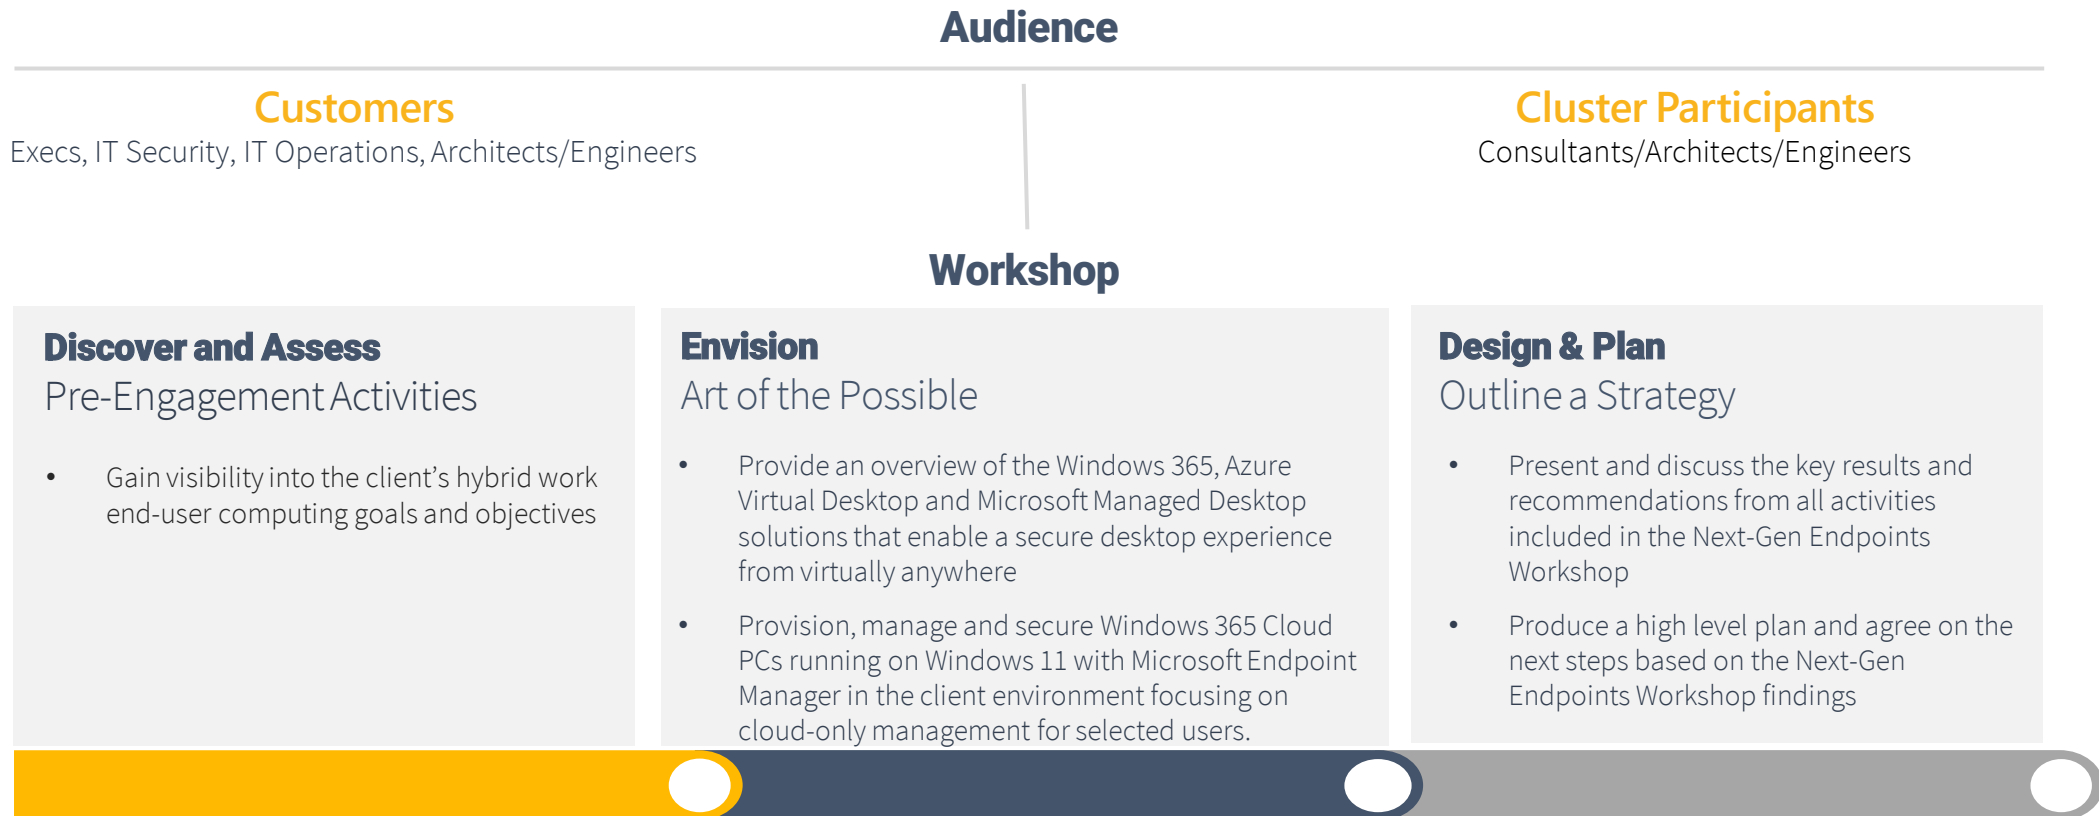 Audience
Customers
Execs, IT Security, IT Operations, Architects/Engineers
Cluster Participants
Consultants/Architects/Engineers
Workshop
Discover and Assess
Pre-Engagement Activities
• Gain visibility into the client’s hybrid work
end-user computing goals and objectives
Envision
Art of the Possible
• Provide an overview of the Windows 365, Azure
Virtual Desktop and Microsoft Managed Desktop
solutions that enable a secure desktop experience
from virtually anywhere
• Provision, manage and secure Windows 365 Cloud
PCs running on Windows 11 with Microsoft Endpoint
Manager in the client environment focusing on
cloud-only management for selected users.
Design & Plan
Outline a Strategy
• Present and discuss the key results and
recommendations from all activities
included in the Next-Gen Endpoints
Workshop
• Produce a high level plan and agree on the
next steps based on the Next-Gen
Endpoints Workshop findings